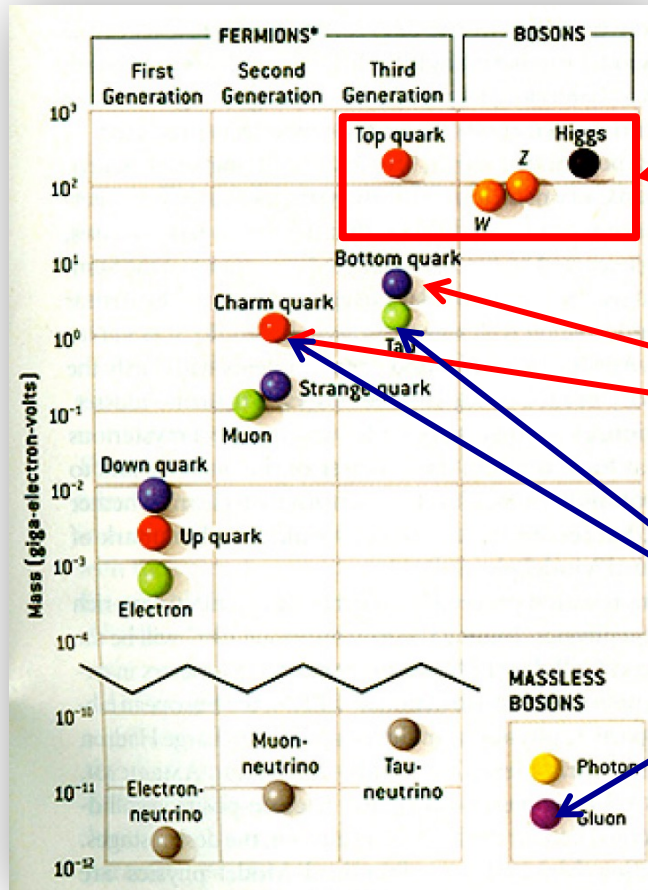 FERMIONS* BOSONS
First Generation
Second Generation
Third Generation
10³
Top quark
Higgs
Z
10²
W
10¹
Bottom quark
Charm quark
10⁰
Tau
Strange quark
10⁻¹
Muon
Mass (giga-electron-volts)
Down quark
10⁻²
Up quark
10⁻³
Electron
10⁻⁴
MASSLESS
BOSONS
10⁻¹⁰
Muon-
neutrino
Tau-
neutrino
Photon
10⁻¹¹
Electron-
neutrino
Gluon
10⁻¹²